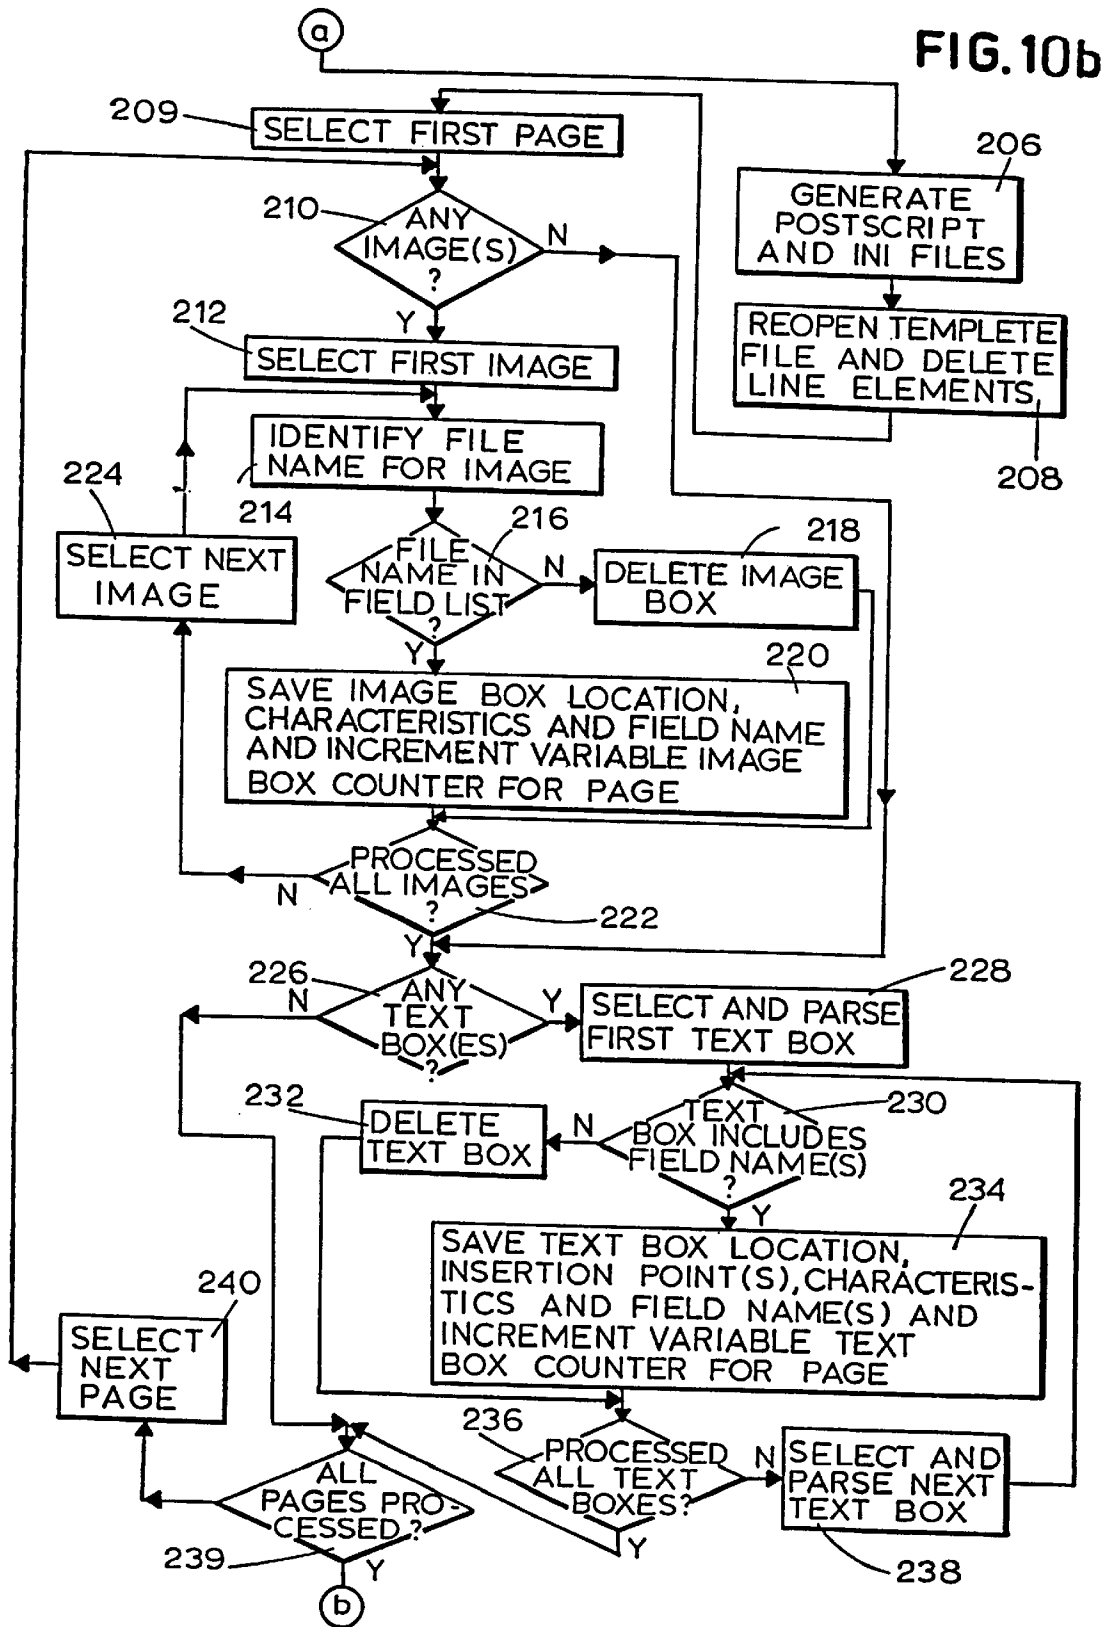 a
FIG.10b
209
SELECT FIRST PAGE
206
GENERATE
POSTSCRIPT
AND INI FILES
210
ANY
IMAGE(S)
?
N
Y
212
SELECT FIRST IMAGE
REOPEN TEMPLETE
FILE AND DELETE
LINE ELEMENTS
208
IDENTIFY FILE
NAME FOR IMAGE
214
224
SELECT NEXT
IMAGE
216
FILE
NAME IN
FIELD LIST
?
N
Y
218
DELETE IMAGE
BOX
220
SAVE IMAGE BOX LOCATION,
CHARACTERISTICS AND FIELD NAME
AND INCREMENT VARIABLE IMAGE
BOX COUNTER FOR PAGE
PROCESSED
ALL IMAGES
?
N
222
Y
226
N
ANY
TEXT
BOX(ES)
?
Y
228
SELECT AND PARSE
FIRST TEXT BOX
232
DELETE
TEXT BOX
N
230
TEXT
BOX INCLUDES
FIELD NAME(S)
?
Y
234
SAVE TEXT BOX LOCATION,
INSERTION POINT(S), CHARACTERIS-
TICS AND FIELD NAME(S) AND
INCREMENT VARIABLE TEXT
BOX COUNTER FOR PAGE
240
SELECT
NEXT
PAGE
236
PROCESSED
ALL TEXT
BOXES?
N
Y
SELECT AND
PARSE NEXT
TEXT BOX
238
ALL
PAGES PRO-
CESSED?
239
Y
b